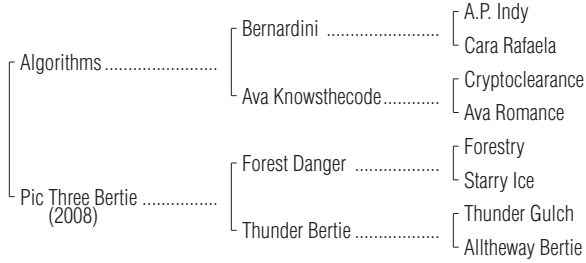 A.P. Indy
Bernardini ........................
Cara Rafaela
Algorithms ........................
Cryptoclearance
Ava Knowsthecode ............
Ava Romance
Forestry
Forest Danger ..................
Starry Ice
Pic Three Bertie ................
(2008)
Thunder Gulch
Thunder Bertie ..................
Alltheway Bertie